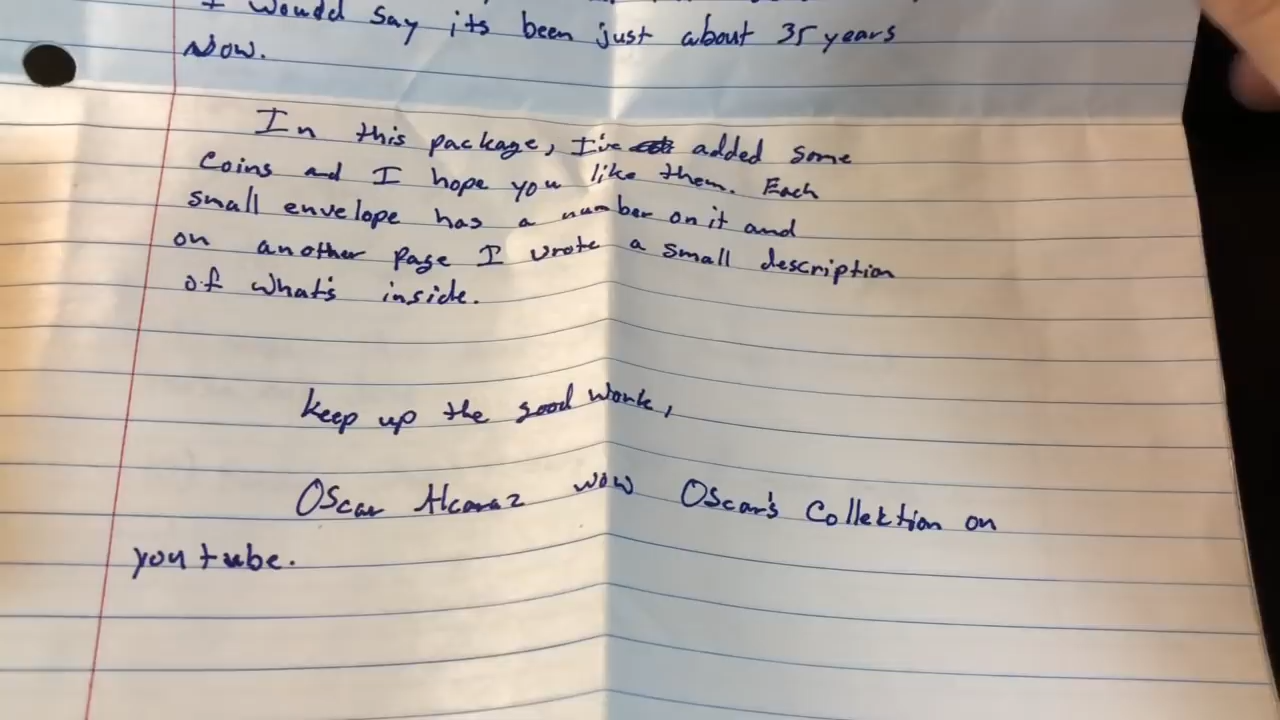 I would say its been just about 35 years
Now.
In this package, I've added some
Coins and I hope you like them. Each
small envelope has a number on it and
on another page I wrote a small description
of what's inside.
Keep up the good work,
Oscar Alcaraz wow Oscar's Collektion on
youtube.